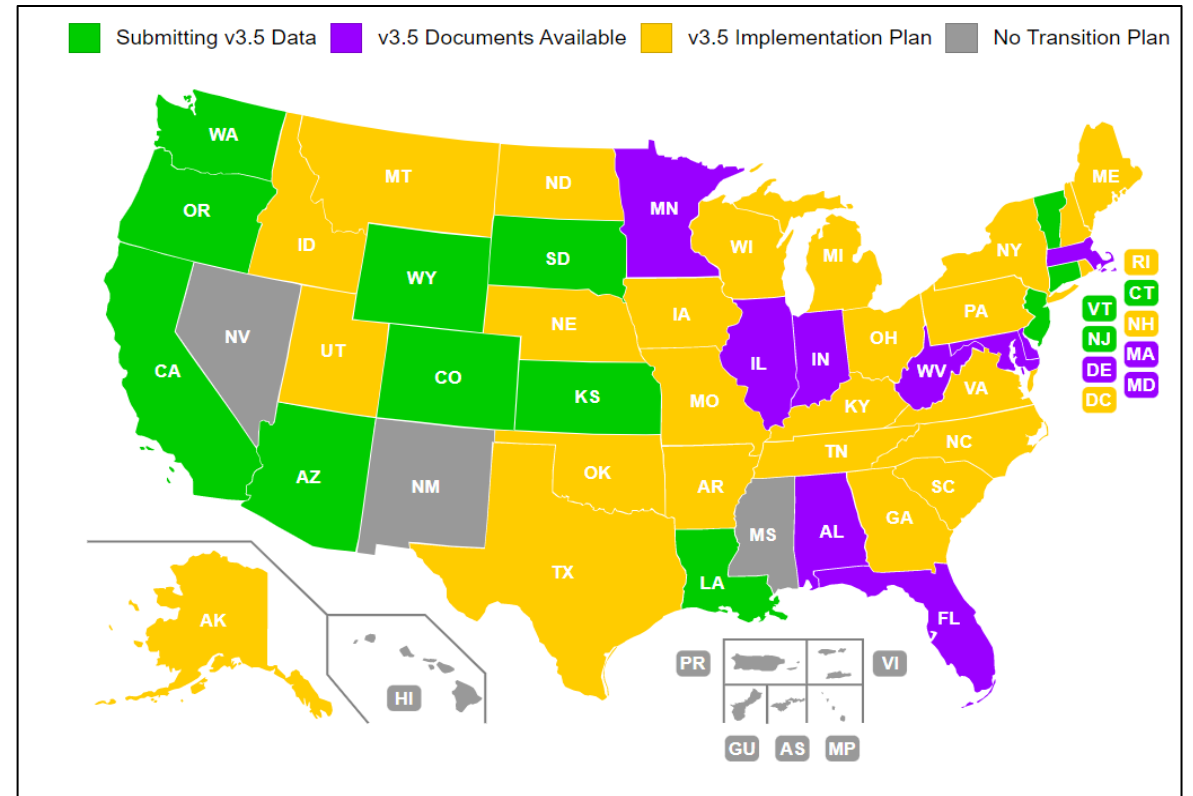 Submitting v3.5 Data v3.5 Documents Available v3.5 Implementation Plan No Transition Plan
WA
MT
ND
ME
OR
MN
ID
WI
NY
MI
SD
RI
WY
CT
VT
IA
PA
NE
NH
NV
UT
OH
NJ
MA
IL
IN
CA
CO
WV
DE
MD
VA
KS
MO
KY
DC
NC
TN
OK
AZ
NM
AR
SC
GA
MS
AL
TX
LA
AK
FL
PR
VI
HI
GU
AS
MP